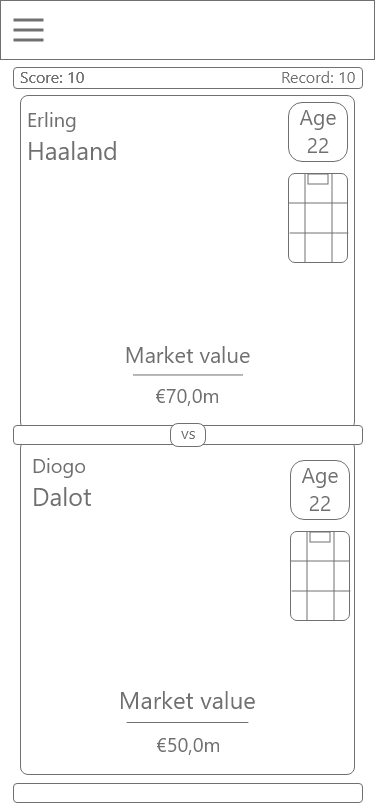 Score: 10 Record: 10
Erling
Haaland
Age
22
Market value
€70,0m
vs
Diogo
Dalot
Age
22
Market value
€50,0m